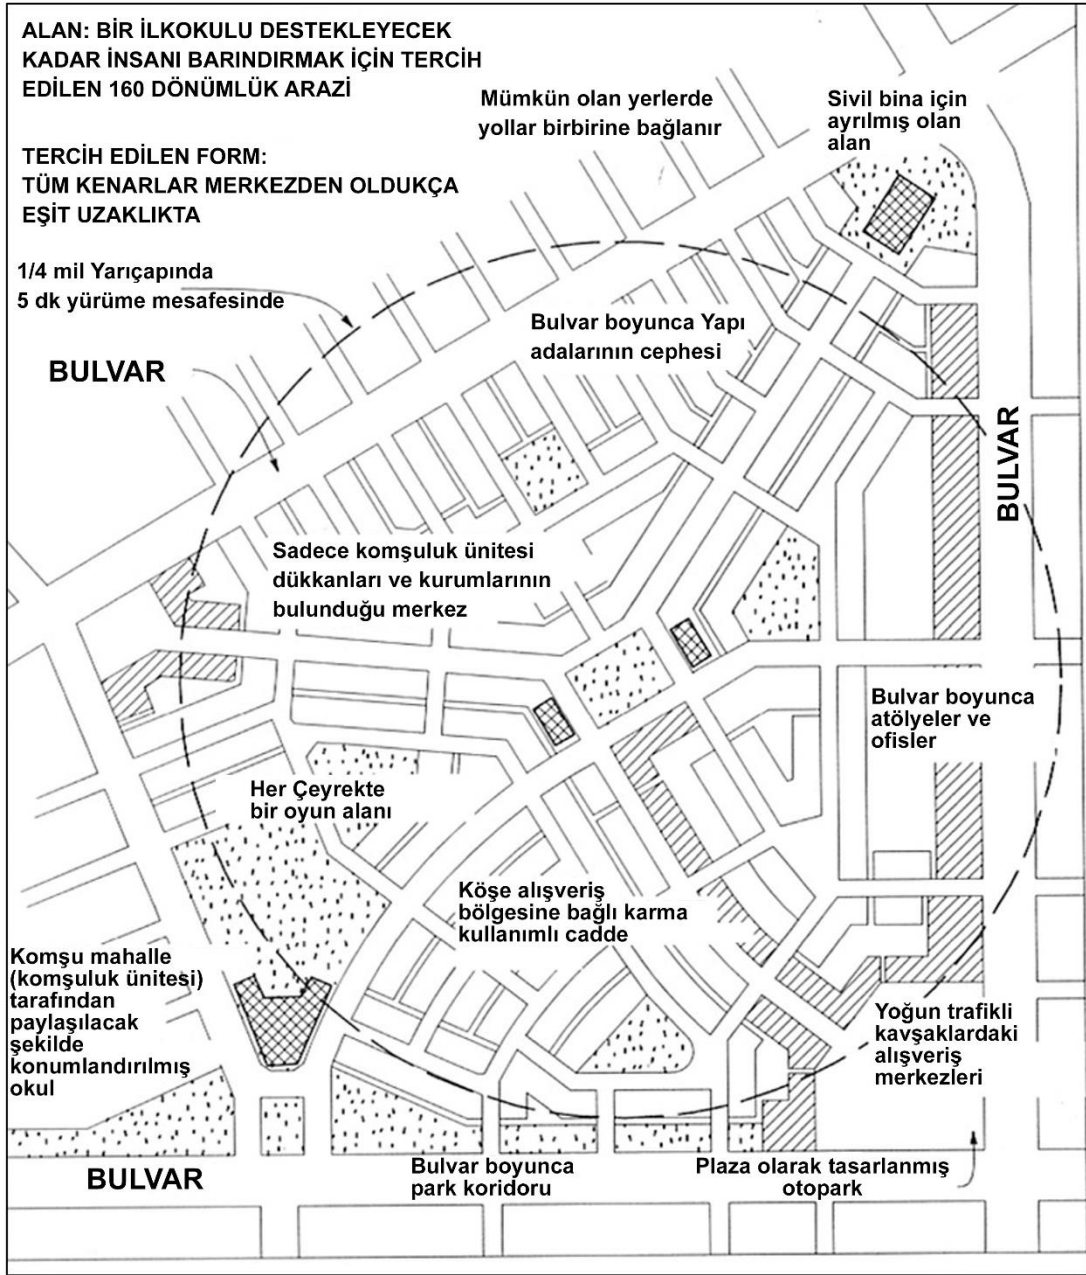 ALAN: BİR İLKOKULU DESTEKLEYECEK
KADAR İNSANI BARINDIRMAK İÇİN TERCİH
EDİLEN 160 DÖNÜMLÜK ARAZİ
TERCİH EDİLEN FORM:
TÜM KENARLAR MERKEZDEN OLDUKÇA
EŞİT UZAKLIKTA
Mümkün olan yerlerde
yollar birbirine bağlanır
Sivil bina için
ayrılmış olan
alan
1/4 mil Yarıçapında
5 dk yürüme mesafesinde
BULVAR
Bulvar boyunca Yapı
adalarının cephesi
BULVAR
Sadece komşuluk ünitesi
dükkanları ve kurumlarının
bulunduğu merkez
Bulvar boyunca
atölyeler ve
ofisler
Her Çeyrekte
bir oyun alanı
Köşe alışveriş
bölgesine bağlı karma
kullanımlı cadde
Komşu mahalle
(komşuluk ünitesi)
tarafından
paylaşılacak
şekilde
konumlandırılmış
okul
Yoğun trafikli
kavşaklardaki
alışveriş
merkezleri
BULVAR
Bulvar boyunca
park koridoru
Plaza olarak tasarlanmış
otopark